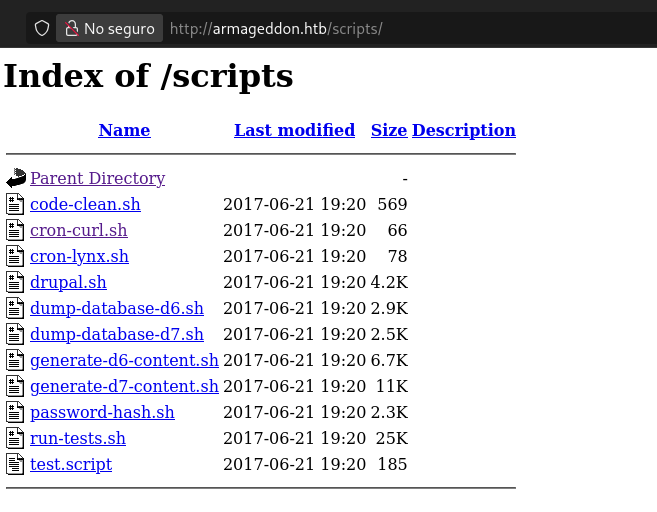 No seguro http://armageddon.htb/scripts/
Index of /scripts
Name Last modified Size Description
Parent Directory -
code-clean.sh 2017-06-21 19:20 569
cron-curl.sh 2017-06-21 19:20 66
cron-lynx.sh 2017-06-21 19:20 78
drupal.sh 2017-06-21 19:20 4.2K
dump-database-d6.sh 2017-06-21 19:20 2.9K
dump-database-d7.sh 2017-06-21 19:20 2.5K
generate-d6-content.sh 2017-06-21 19:20 6.7K
generate-d7-content.sh 2017-06-21 19:20 11K
password-hash.sh 2017-06-21 19:20 2.3K
run-tests.sh 2017-06-21 19:20 25K
test.script 2017-06-21 19:20 185